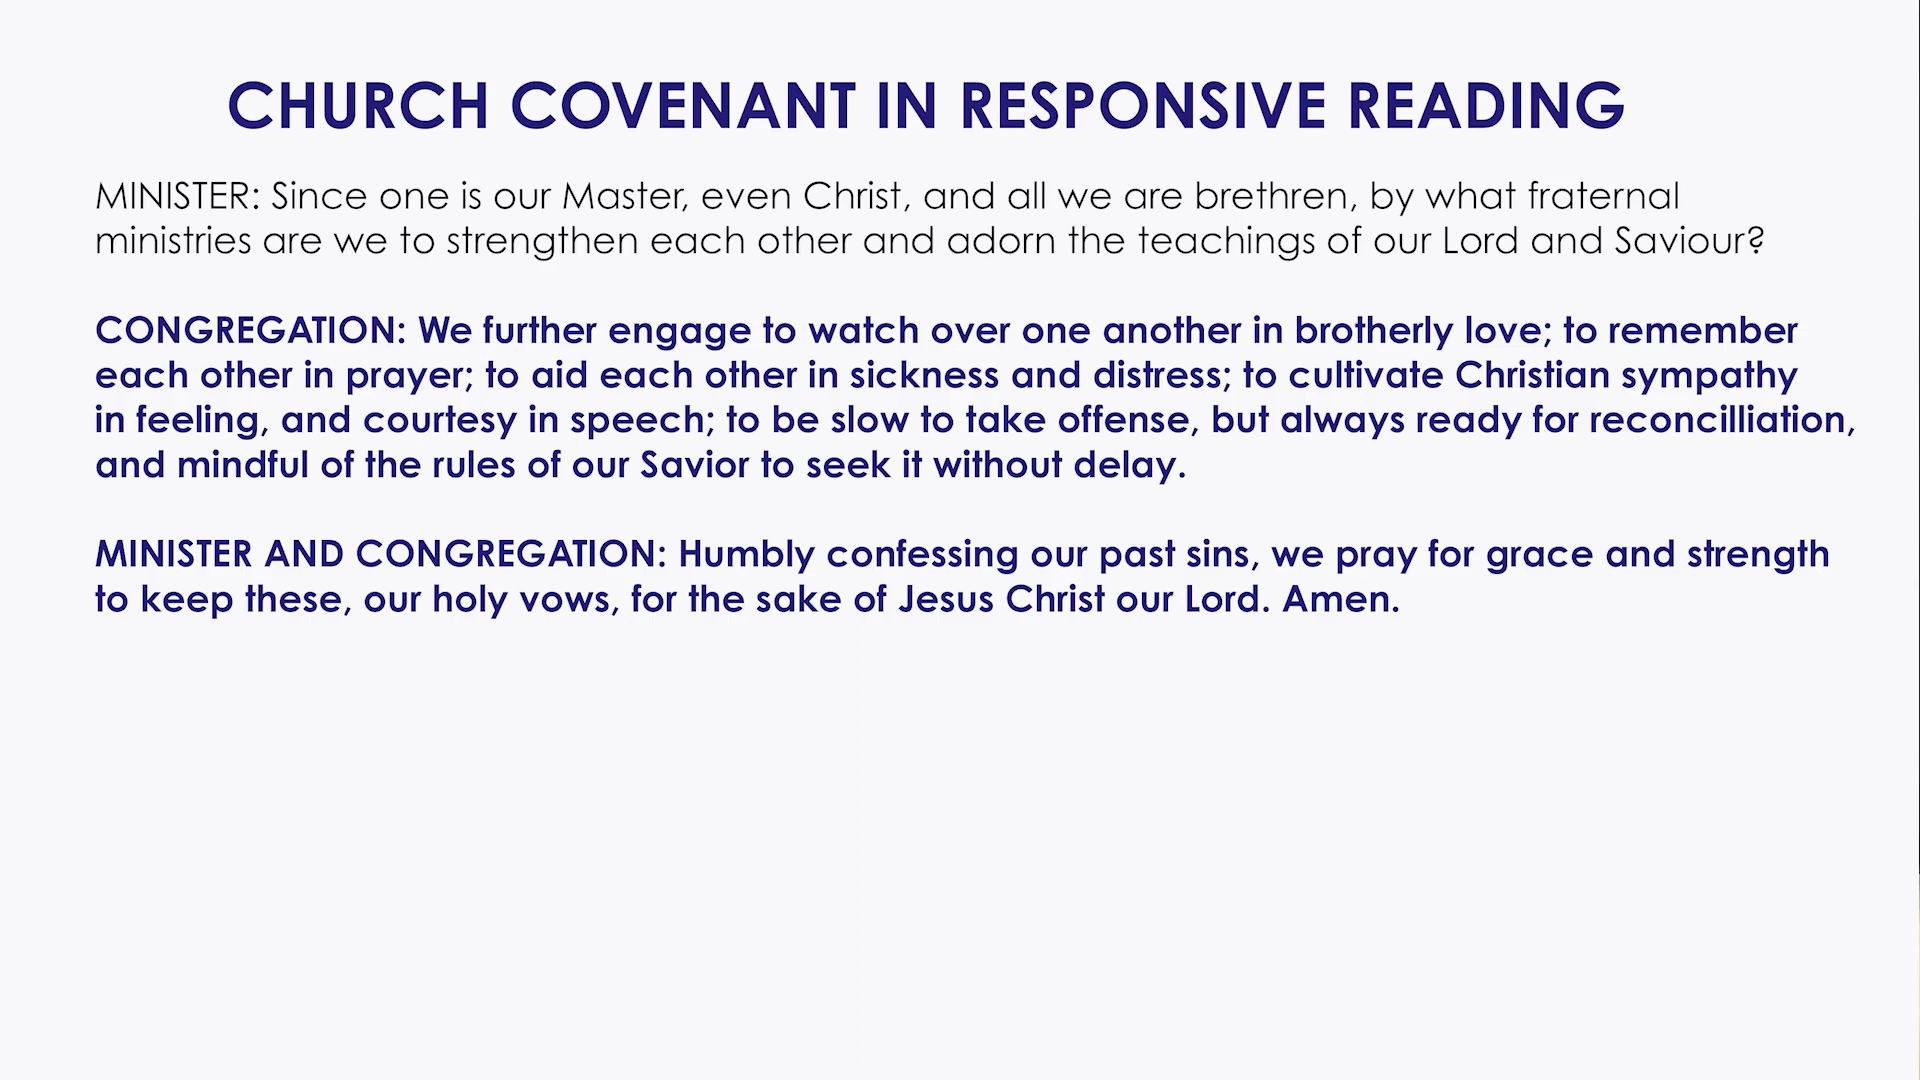 CHURCH COVENANT IN RESPONSIVE READING
MINISTER: Since one is our Master, even Christ, and all we are brethren, by what fraternal
ministries are we to strengthen each other and adorn the teachings of our Lord and Saviour?
CONGREGATION: We further engage to watch over one another in brotherly love; to remember
each other in prayer; to aid each other in sickness and distress; to cultivate Christian sympathy
in feeling, and courtesy in speech; to be slow to take offense, but always ready for reconcilliation,
and mindful of the rules of our Savior to seek it without delay.
MINISTER AND CONGREGATION: Humbly confessing our past sins, we pray for grace and strength
to keep these, our holy vows, for the sake of Jesus Christ our Lord. Amen.